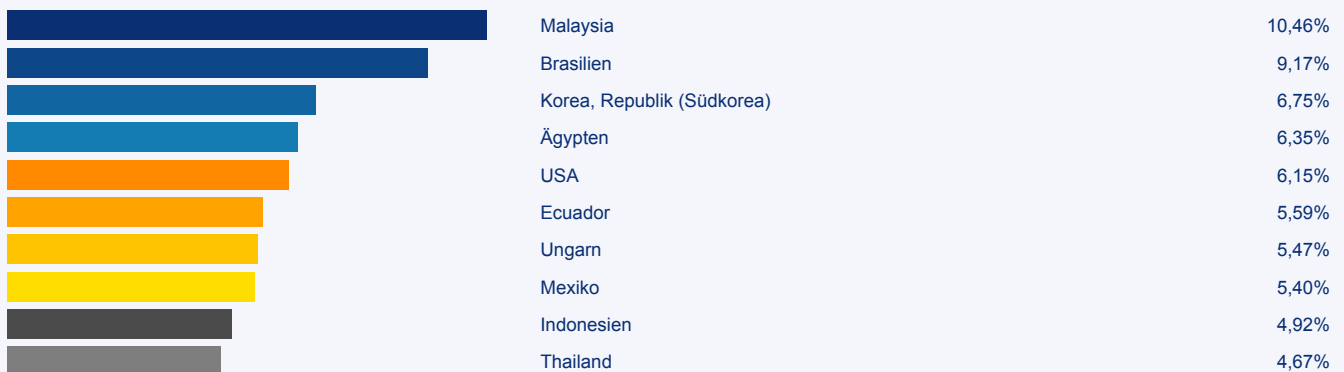 Malaysia 10,46%
Brasilien 9,17%
Korea, Republik (Südkorea) 6,75%
Ägypten 6,35%
USA 6,15%
Ecuador 5,59%
Ungarn 5,47%
Mexiko 5,40%
Indonesien 4,92%
Thailand 4,67%